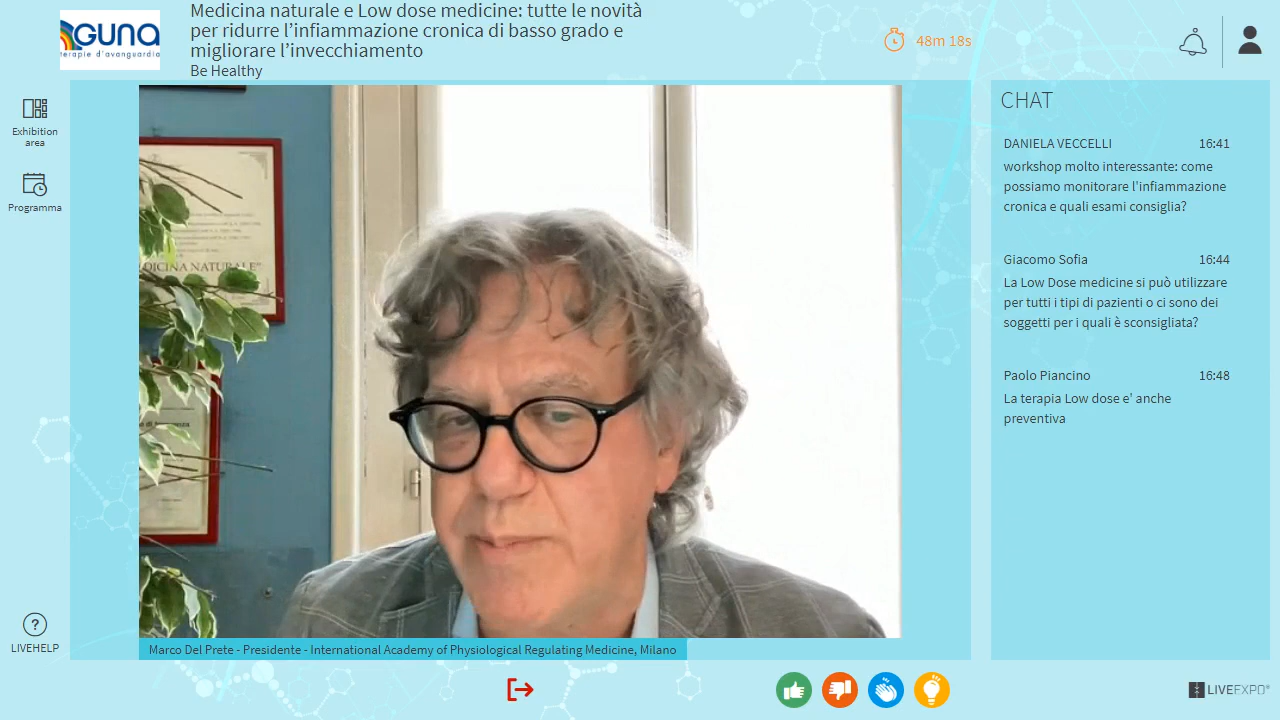 GUNA
terapie d'avanguardia
Medicina naturale e Low dose medicine: tutte le novità
per ridurre l'infiammazione cronica di basso grado e
migliorare l'invecchiamento
Be Healthy
48m 18s
Exhibition
area
Programma
LIVEHELP
DICINA NATURALE"
Marco Del Prete - Presidente - International Academy of Physiological Regulating Medicine, Milano
CHAT
DANIELA VECCELLI 16:41
workshop molto interessante: come
possiamo monitorare l'infiammazione
cronica e quali esami consiglia?
Giacomo Sofia 16:44
La Low Dose medicine si può utilizzare
per tutti i tipi di pazienti o ci sono dei
soggetti per i quali è sconsigliata?
Paolo Piancino 16:48
La terapia Low dose e' anche
preventiva
LIVEEXPO